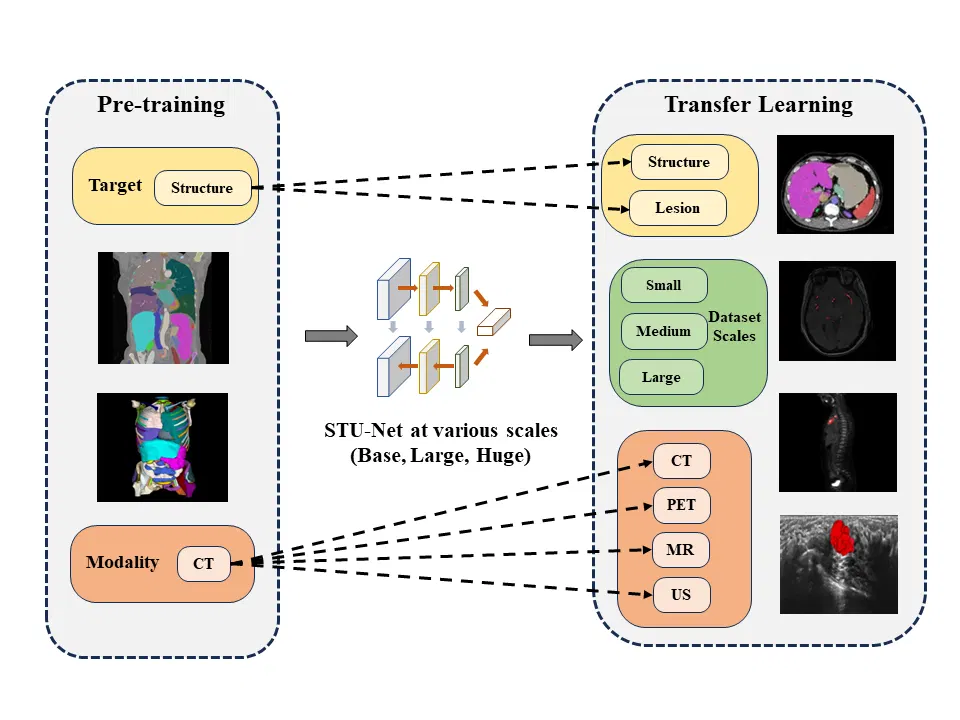 Pre-training
Target
Structure
Modality
CT
STU-Net at various scales
(Base, Large, Huge)
Transfer Learning
Structure
Lesion
Small
Medium
Large
Dataset
Scales
CT
PET
MR
US